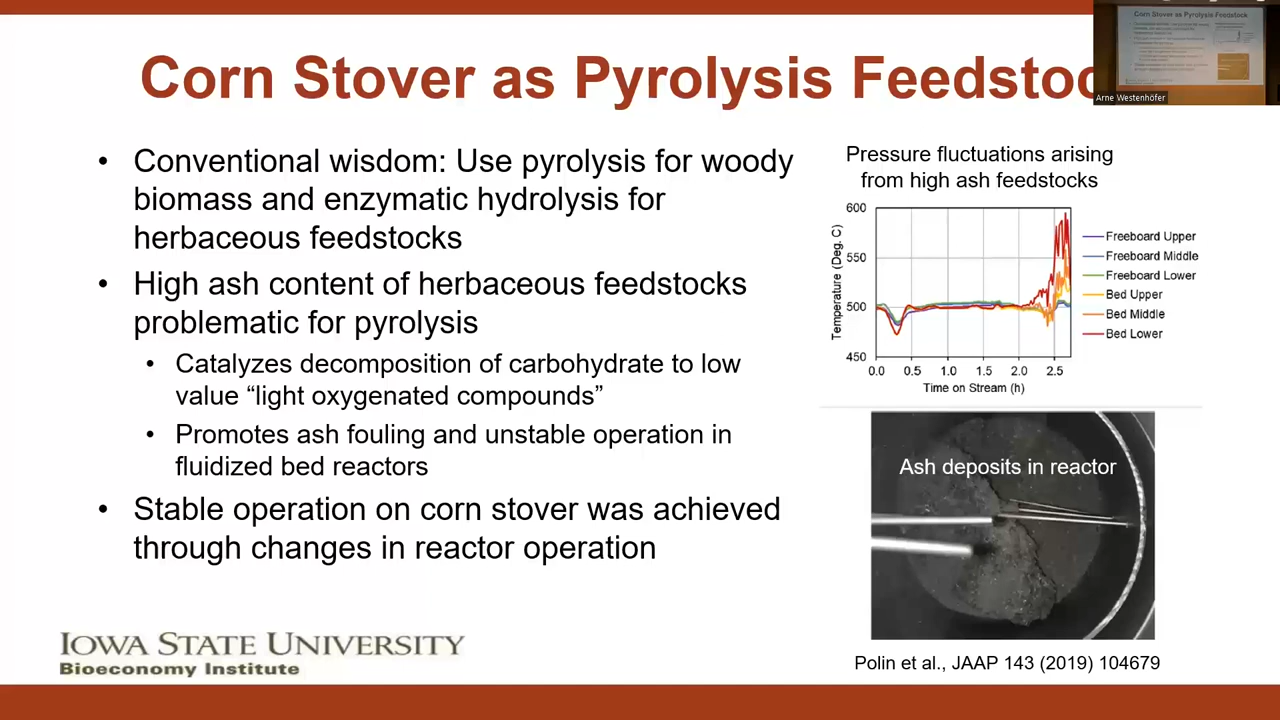 Corn Stover as Pyrolysis Feedstoc
Corn Stover as Pyrolysis Feedstock
Arne Westenhöfer
• Conventional wisdom: Use pyrolysis for woody
biomass and enzymatic hydrolysis for
herbaceous feedstocks
• High ash content of herbaceous feedstocks
problematic for pyrolysis
• Catalyzes decomposition of carbohydrate to low
value “light oxygenated compounds”
• Promotes ash fouling and unstable operation in
fluidized bed reactors
• Stable operation on corn stover was achieved
through changes in reactor operation
Pressure fluctuations arising
from high ash feedstocks
600
550
500
450
Temperature (Deg. C)
0.0 0.5 1.0 1.5 2.0 2.5
Time on Stream (h)
Freeboard Upper
Freeboard Middle
Freeboard Lower
Bed Upper
Bed Middle
Bed Lower
Ash deposits in reactor
Polin et al., JAAP 143 (2019) 104679
IOWA STATE UNIVERSITY
Bioeconomy Institute